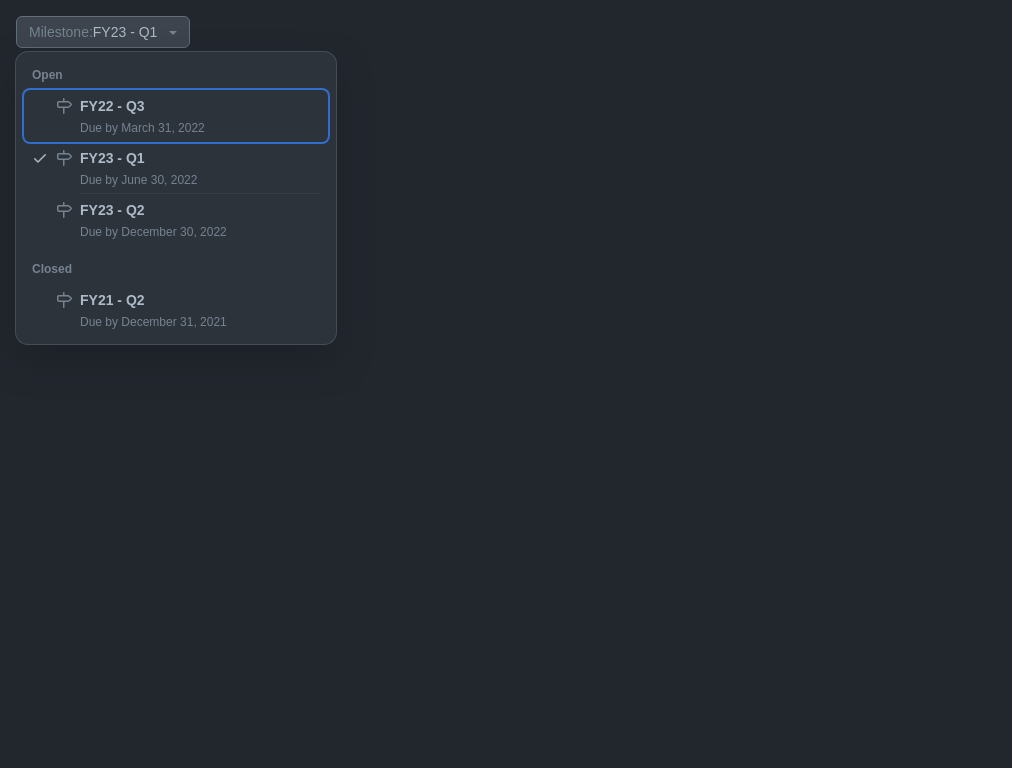 Milestone:FY23 - Q1
Open
FY22 - Q3
Due by March 31, 2022
FY23 - Q1
Due by June 30, 2022
FY23 - Q2
Due by December 30, 2022
Closed
FY21 - Q2
Due by December 31, 2021